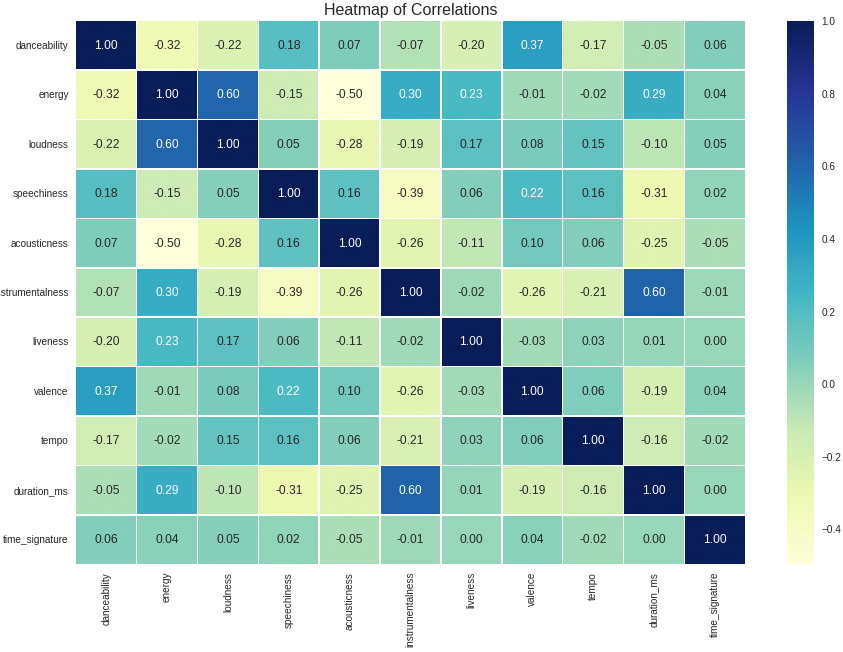 Heatmap of Correlations
danceability 1.00 -0.32 -0.22 0.18 0.07 -0.07 -0.20 0.37 -0.17 -0.05 0.06
energy -0.32 1.00 0.60 -0.15 -0.50 0.30 0.23 -0.01 -0.02 0.29 0.04
loudness -0.22 0.60 1.00 0.05 -0.28 -0.19 0.17 0.08 0.15 -0.10 0.05
speechiness 0.18 -0.15 0.05 1.00 0.16 -0.39 0.06 0.22 0.16 -0.31 0.02
acousticness 0.07 -0.50 -0.28 0.16 1.00 -0.26 -0.11 0.10 0.06 -0.25 -0.05
strumentalness -0.07 0.30 -0.19 -0.39 -0.26 1.00 -0.02 -0.26 -0.21 0.60 -0.01
liveness -0.20 0.23 0.17 0.06 -0.11 -0.02 1.00 -0.03 0.03 0.01 0.00
valence 0.37 -0.01 0.08 0.22 0.10 -0.26 -0.03 1.00 0.06 -0.19 0.04
tempo -0.17 -0.02 0.15 0.16 0.06 -0.21 0.03 0.06 1.00 -0.16 -0.02
duration_ms -0.05 0.29 -0.10 -0.31 -0.25 0.60 0.01 -0.19 -0.16 1.00 0.00
time_signature 0.06 0.04 0.05 0.02 -0.05 -0.01 0.00 0.04 -0.02 0.00 1.00
danceability
energy
loudness
speechiness
acousticness
instrumentalness
liveness
valence
tempo
duration_ms
time_signature
1.0
0.8
0.6
0.4
0.2
0.0
−0.2
−0.4